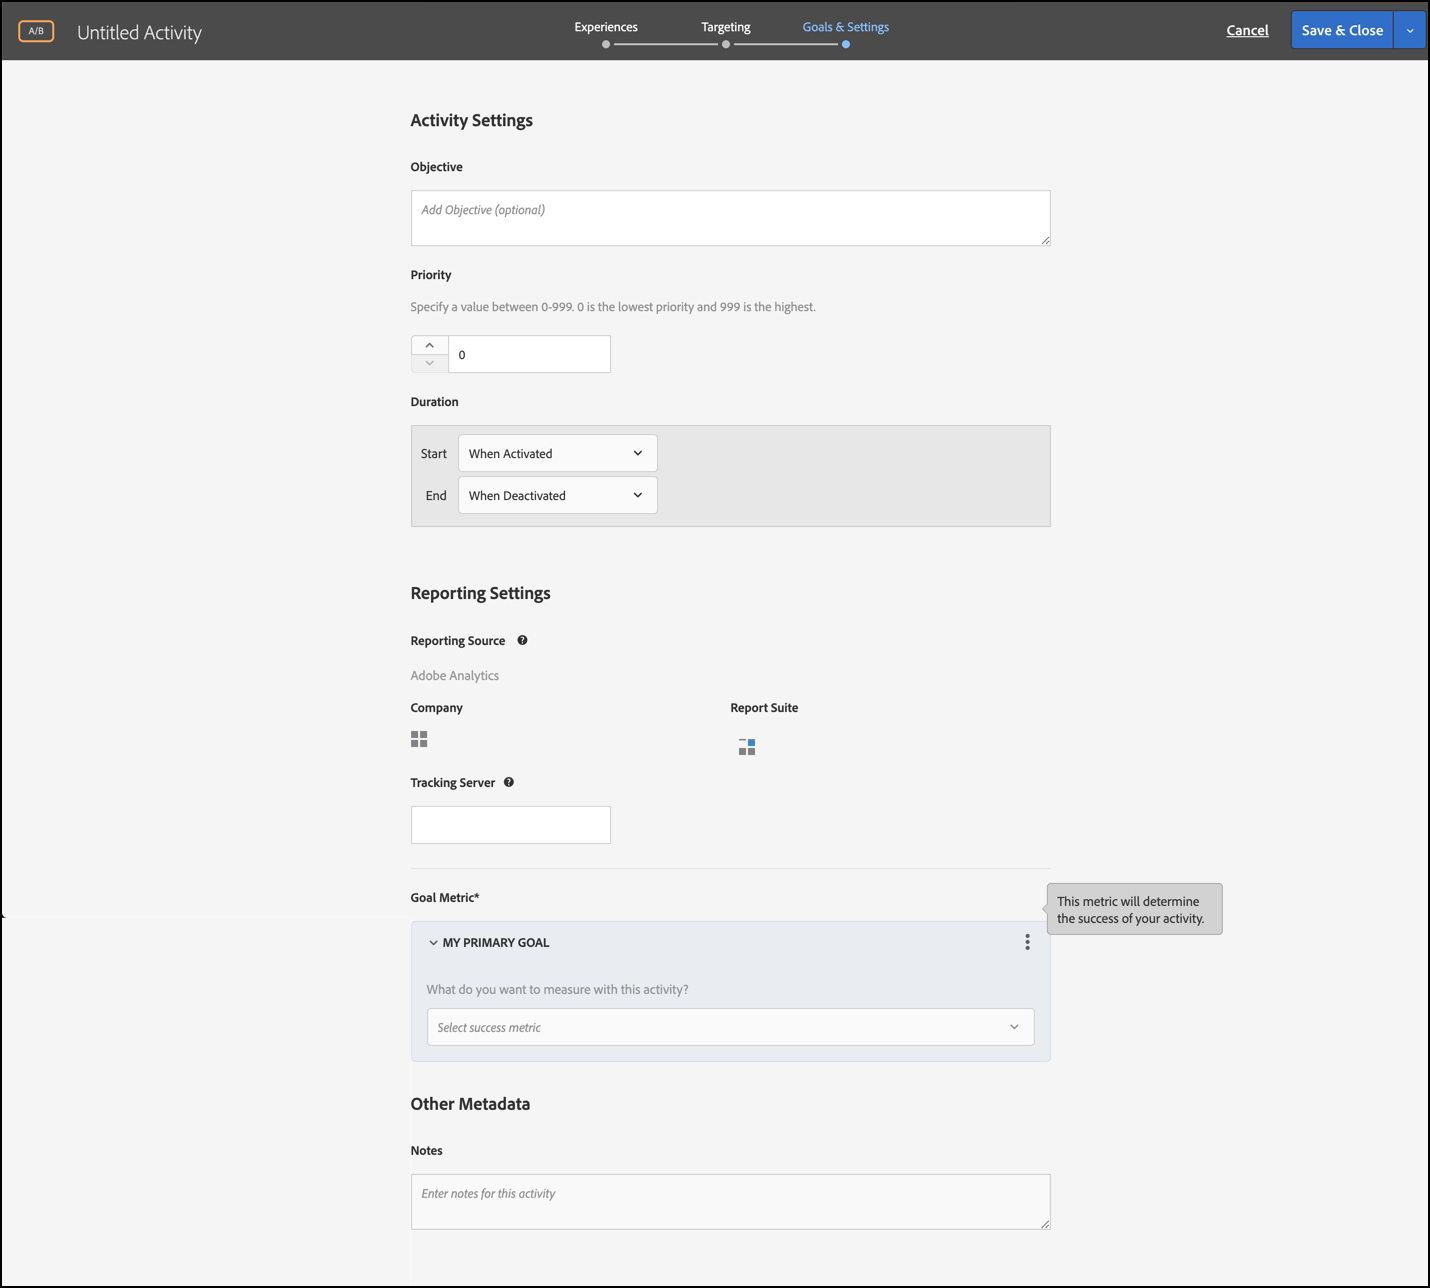 A/B
Untitled Activity
Experiences
Targeting
Goals & Settings
Cancel
Save & Close
Activity Settings
Objective
Add Objective (optional)
Priority
Specify a value between 0-999. 0 is the lowest priority and 999 is the highest.
0
Duration
Start
When Activated
End
When Deactivated
Reporting Settings
Reporting Source
Adobe Analytics
Company
Report Suite
Tracking Server
Goal Metric*
This metric will determine
the success of your activity.
MY PRIMARY GOAL
What do you want to measure with this activity?
Select success metric
Other Metadata
Notes
Enter notes for this activity